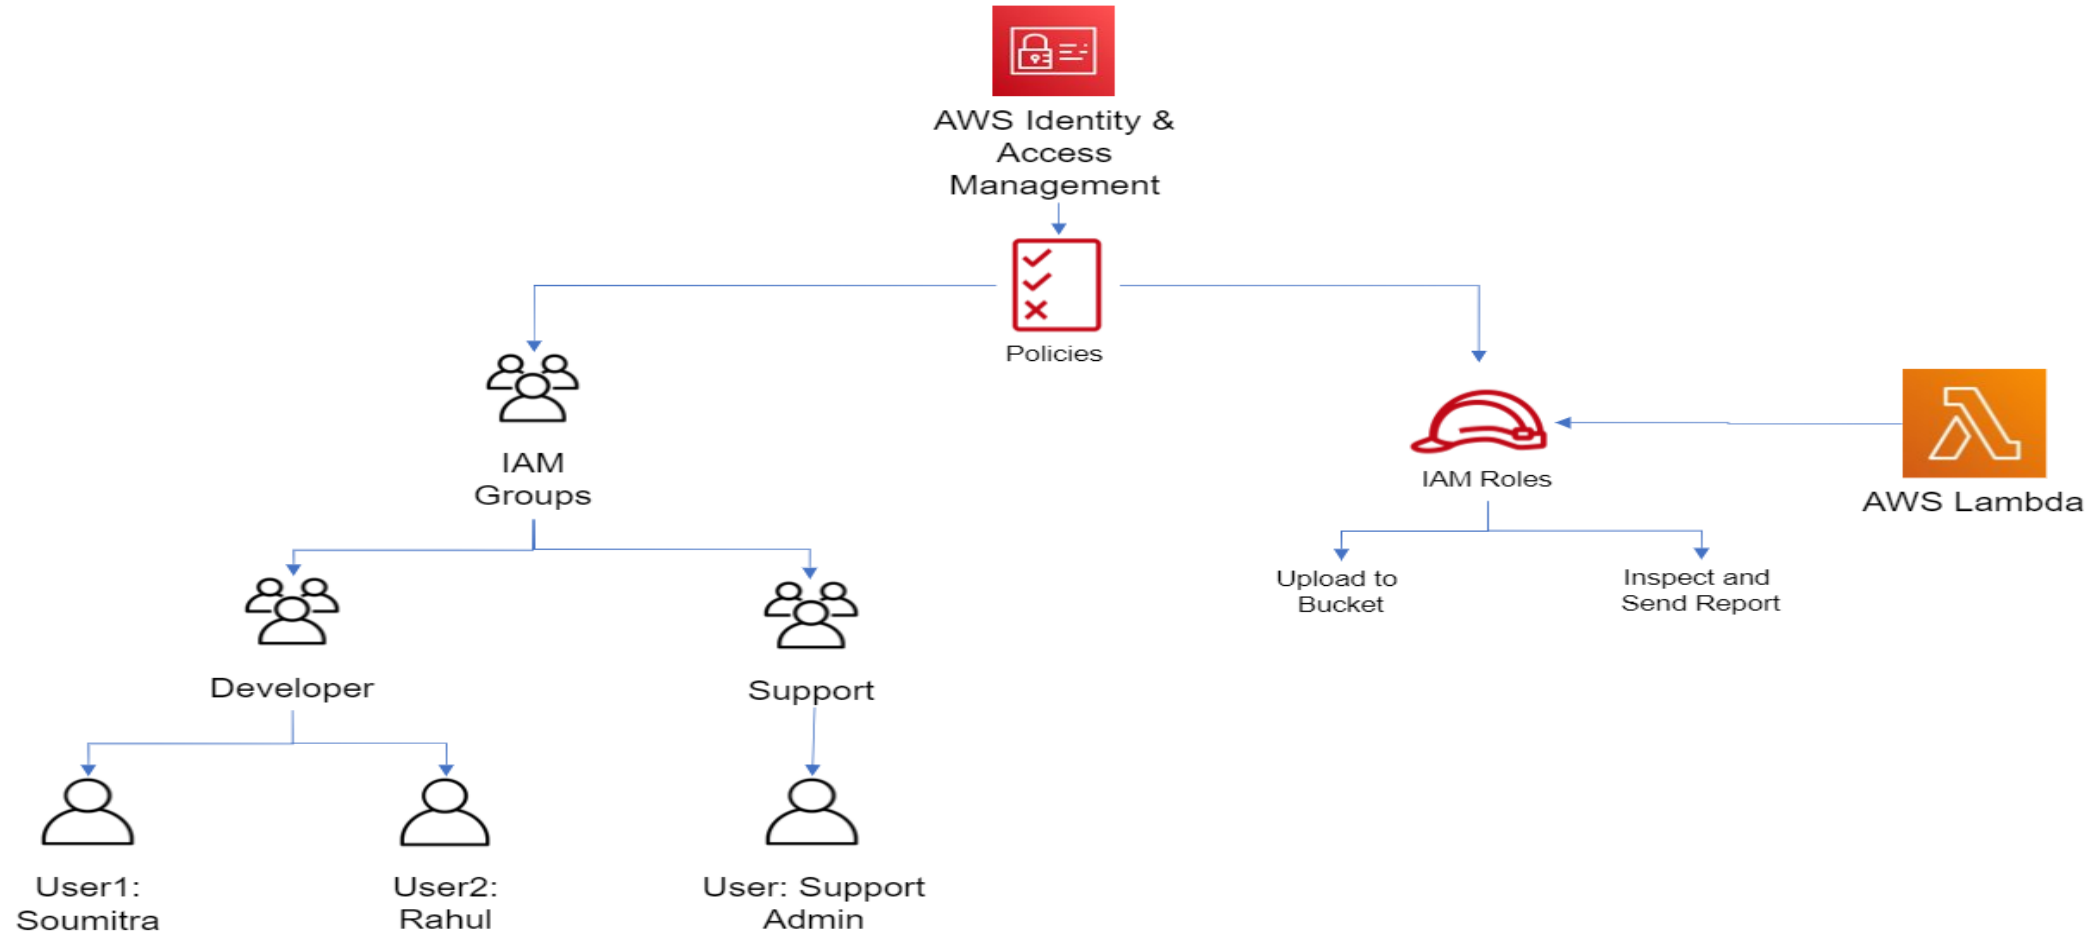 AWS Identity &
Access
Management
Policies
IAM
Groups
IAM Roles
AWS Lambda
Upload to
Bucket
Inspect and
Send Report
Developer
Support
User1:
Soumitra
User2:
Rahul
User: Support
Admin